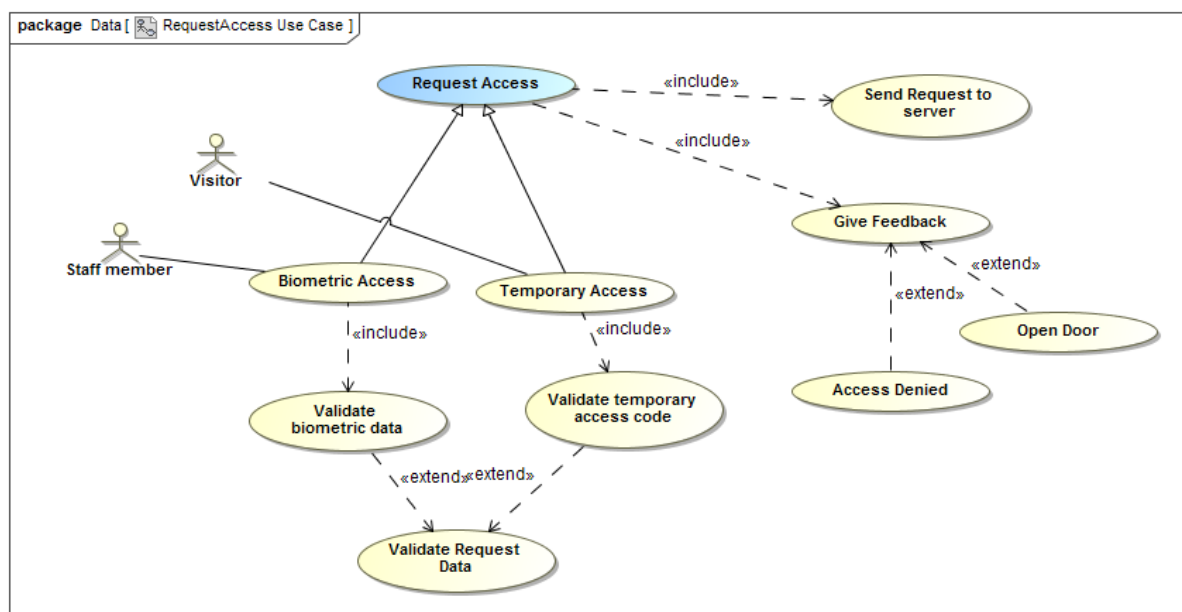 package Data [ RequestAccess Use Case ]
Request Access
«include»
Send Request to
server
«include»
Visitor
Give Feedback
Staff member
«extend»
Biometric Access
Temporary Access
«extend»
«include»
«include»
Open Door
Access Denied
Validate
biometric data
Validate temporary
access code
«extend»
«extend»
Validate Request
Data